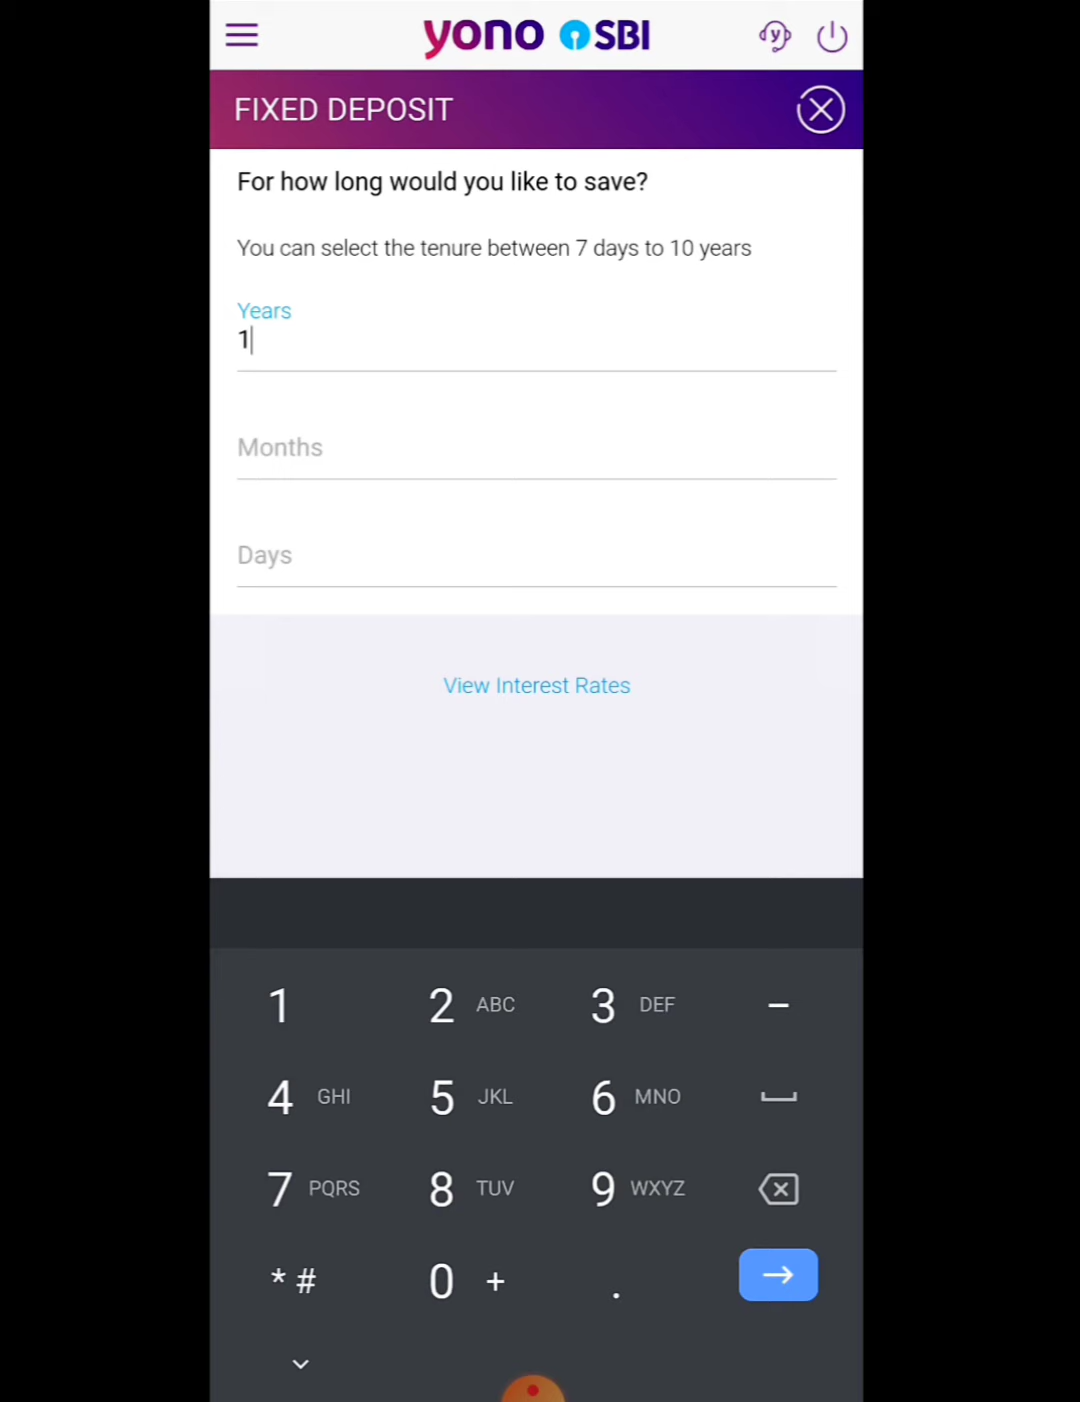 yono SBI
FIXED DEPOSIT
For how long would you like to save?
You can select the tenure between 7 days to 10 years
Years
1
Months
Days
View Interest Rates
1 2 ABC 3 DEF –
4 GHI 5 JKL 6 MNO
7 PQRS 8 TUV 9 WXYZ
* # 0 + .